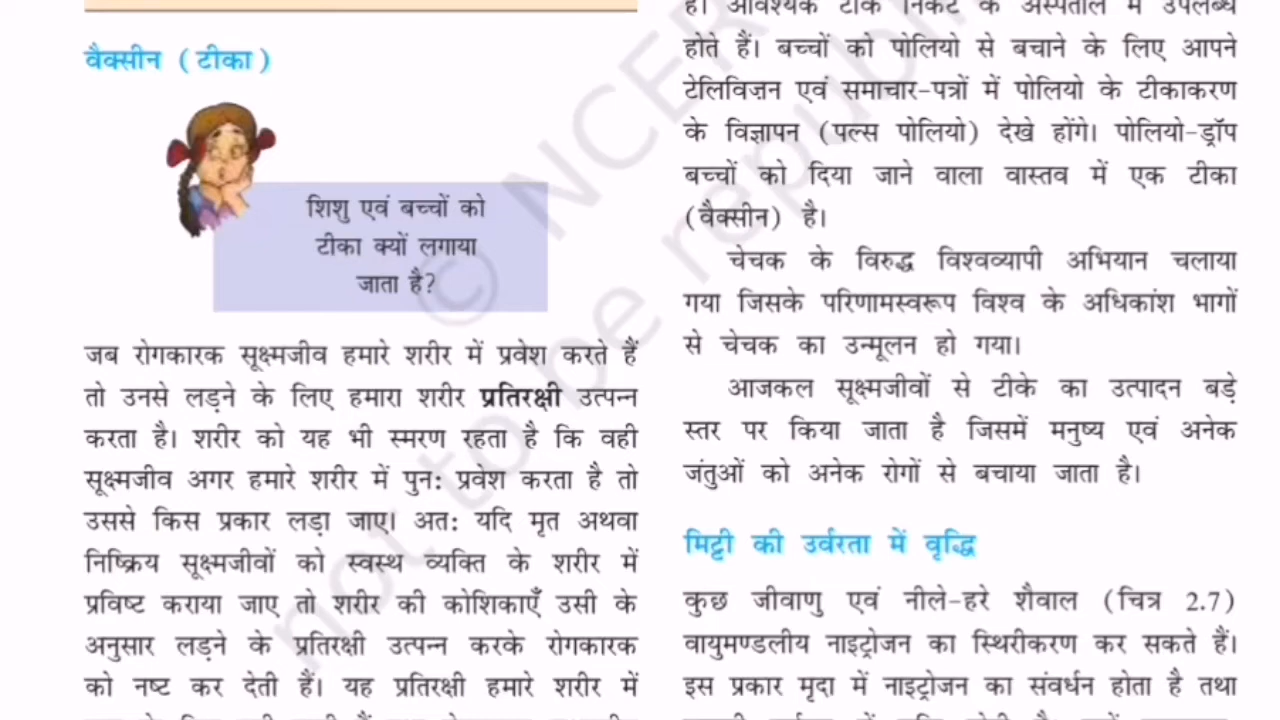 वैक्सीन (टीका)
शिशु एवं बच्चों को
टीका क्यों लगाया
जाता है?
जब रोगकारक सूक्ष्मजीव हमारे शरीर में प्रवेश करते हैं
तो उनसे लड़ने के लिए हमारा शरीर प्रतिरक्षी उत्पन्न
करता है। शरीर को यह भी स्मरण रहता है कि वही
सूक्ष्मजीव अगर हमारे शरीर में पुन: प्रवेश करता है तो
उससे किस प्रकार लड़ा जाए। अत: यदि मृत अथवा
निष्क्रिय सूक्ष्मजीवों को स्वस्थ व्यक्ति के शरीर में
प्रविष्ट कराया जाए तो शरीर की कोशिकाएँ उसी के
अनुसार लड़ने के प्रतिरक्षी उत्पन्न करके रोगकारक
को नष्ट कर देती हैं। यह प्रतिरक्षी हमारे शरीर में
हैं। आवश्यक टीके निकट के अस्पताल में उपलब्ध
होते हैं। बच्चों को पोलियो से बचाने के लिए आपने
टेलिविज़न एवं समाचार-पत्रों में पोलियो के टीकाकरण
के विज्ञापन (पल्स पोलियो) देखे होंगे। पोलियो-ड्रॉप
बच्चों को दिया जाने वाला वास्तव में एक टीका
(वैक्सीन) है।
चेचक के विरुद्ध विश्वव्यापी अभियान चलाया
गया जिसके परिणामस्वरूप विश्व के अधिकांश भागों
से चेचक का उन्मूलन हो गया।
आजकल सूक्ष्मजीवों से टीके का उत्पादन बड़े
स्तर पर किया जाता है जिसमें मनुष्य एवं अनेक
जंतुओं को अनेक रोगों से बचाया जाता है।
मिट्टी की उर्वरता में वृद्धि
कुछ जीवाणु एवं नीले-हरे शैवाल (चित्र 2.7)
वायुमण्डलीय नाइट्रोजन का स्थिरीकरण कर सकते हैं।
इस प्रकार मृदा में नाइट्रोजन का संवर्धन होता है तथा
© NCER
not to be republi